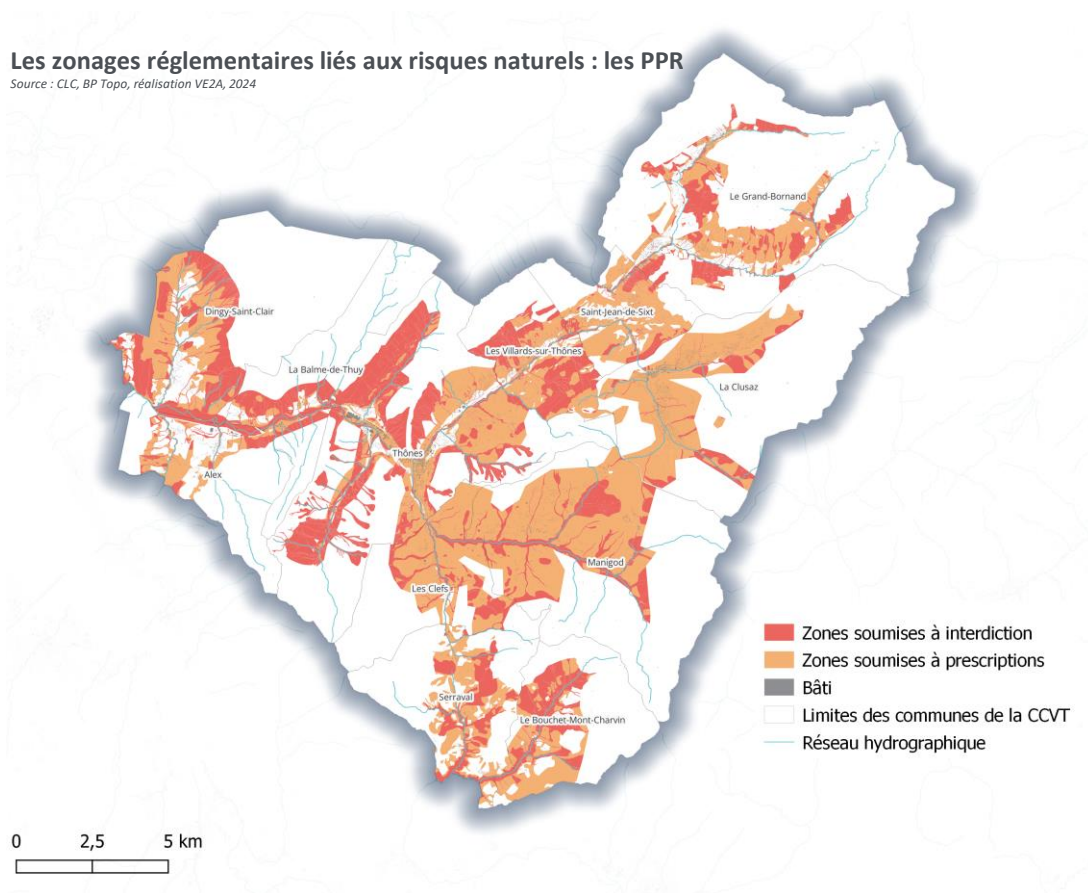 Les zonages réglementaires liés aux risques naturels : les PPR
Source : CLC, BP Topo, réalisation VE2A, 2024
Le Grand-Bornand
Dingy-Saint-Clair
Saint-Jean-de-Sixt
Les Villards-sur-Thônes
La Balme-de-Thuy
La Clusaz
Thônes
Alex
Manigod
Les Clefs
Serraval
Le Bouchet-Mont-Charvin
Zones soumises à interdiction
Zones soumises à prescriptions
Bâti
Limites des communes de la CCVT
Réseau hydrographique
0 2,5 5 km